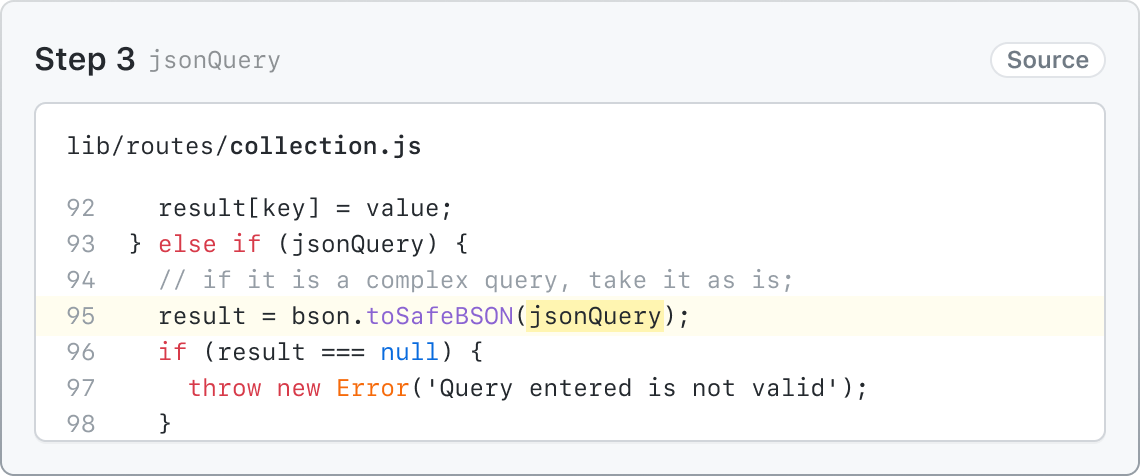 Step 3 jsonQuery Source
lib/routes/collection.js
92 result[key] = value;
93 } else if (jsonQuery) {
94 // if it is a complex query, take it as is;
95 result = bson.toSafeBSON(jsonQuery);
96 if (result === null) {
97 throw new Error('Query entered is not valid');
98 }